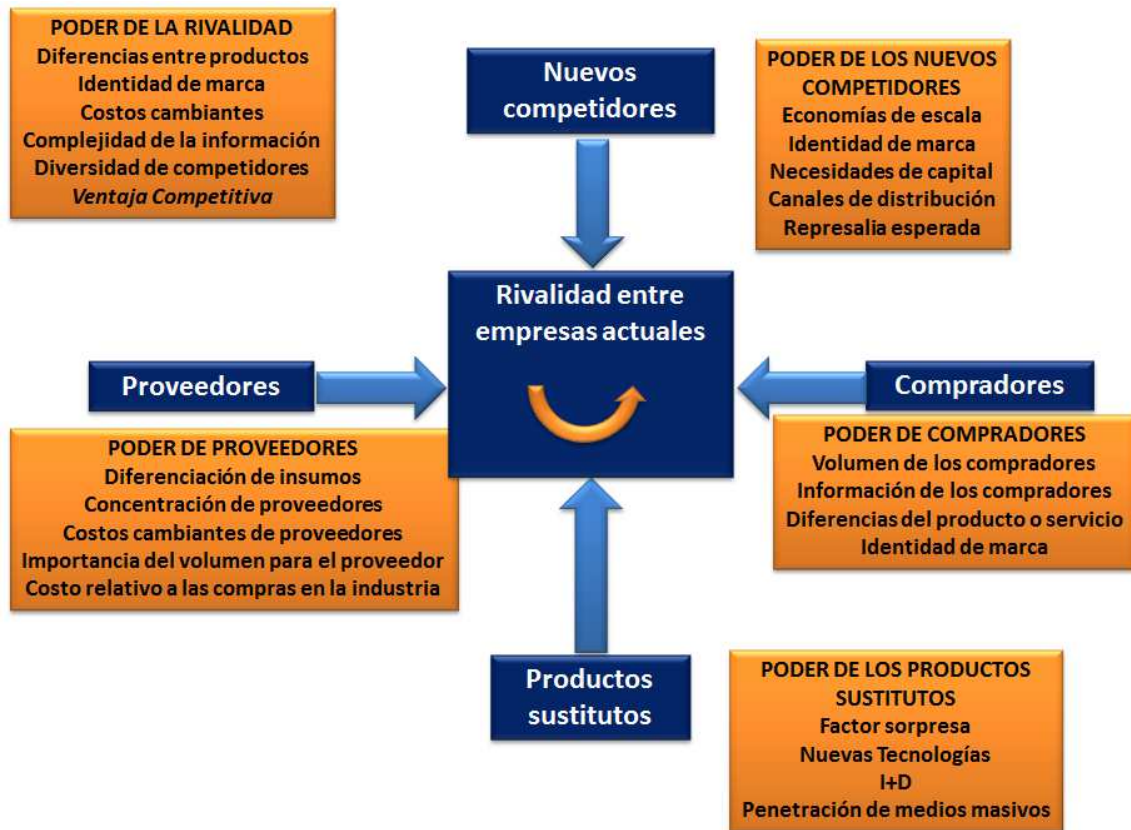 PODER DE LA RIVALIDAD
Diferencias entre productos
Identidad de marca
Costos cambiantes
Complejidad de la información
Diversidad de competidores
Ventaja Competitiva
Nuevos
competidores
PODER DE LOS NUEVOS
COMPETIDORES
Economías de escala
Identidad de marca
Necesidades de capital
Canales de distribución
Represalia esperada
Rivalidad entre
empresas actuales
Proveedores
PODER DE PROVEEDORES
Diferenciación de insumos
Concentración de proveedores
Costos cambiantes de proveedores
Importancia del volumen para el proveedor
Costo relativo a las compras en la industria
Compradores
PODER DE COMPRADORES
Volumen de los compradores
Información de los compradores
Diferencias del producto o servicio
Identidad de marca
Productos
sustitutos
PODER DE LOS PRODUCTOS
SUSTITUTOS
Factor sorpresa
Nuevas Tecnologías
I+D
Penetración de medios masivos